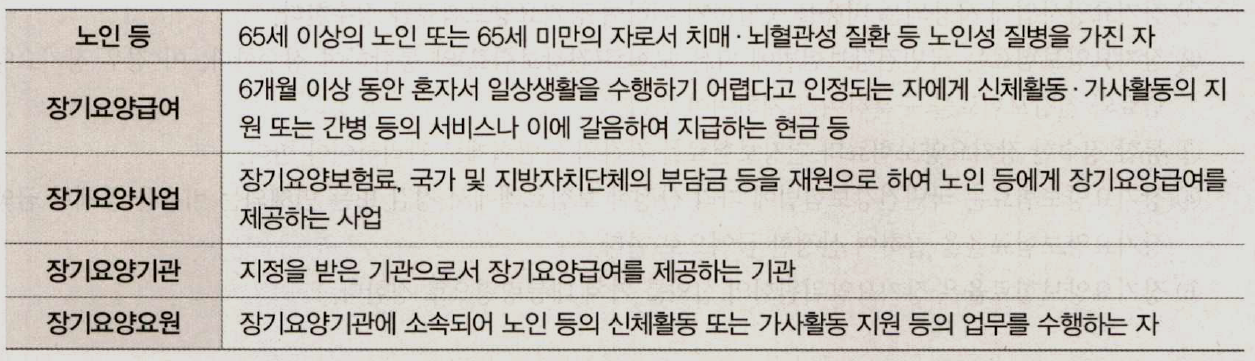 노인 등
65세 이상의 노인 또는 65세 미만의 자로서 치매·뇌혈관성 질환 등 노인성 질병을 가진 자
장기요양급여
6개월 이상 동안 혼자서 일상생활을 수행하기 어렵다고 인정되는 자에게 신체활동·가사활동의 지
원 또는 간병 등의 서비스나 이에 갈음하여 지급하는 현금 등
장기요양사업
장기요양보험료, 국가 및 지방자치단체의 부담금 등을 재원으로 하여 노인 등에게 장기요양급여를
제공하는 사업
장기요양기관
지정을 받은 기관으로서 장기요양급여를 제공하는 기관
장기요양요원
장기요양기관에 소속되어 노인 등의 신체활동 또는 가사활동 지원 등의 업무를 수행하는 자